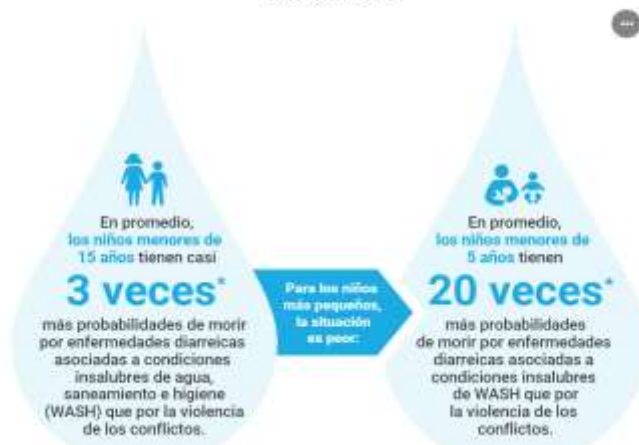 En promedio,
los niños menores de
15 años tienen casi
3 veces*
más probabilidades de morir
por enfermedades diarreicas
asociadas a condiciones
insalubres de agua,
saneamiento e higiene
(WASH) que por la violencia
de los conflictos.
Para los niños
más pequeños,
la situación
es peor:
En promedio,
los niños menores de
5 años tienen
20 veces*
más probabilidades
de morir por enfermedades
diarreicas asociadas a
condiciones insalubres
de WASH que por
la violencia de los
conflictos.